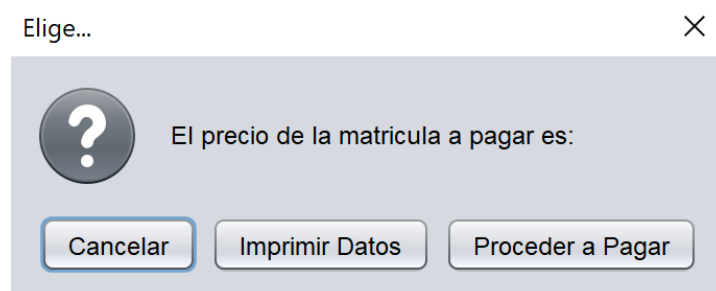 Elige...
El precio de la matricula a pagar es:
Cancelar Imprimir Datos Proceder a Pagar